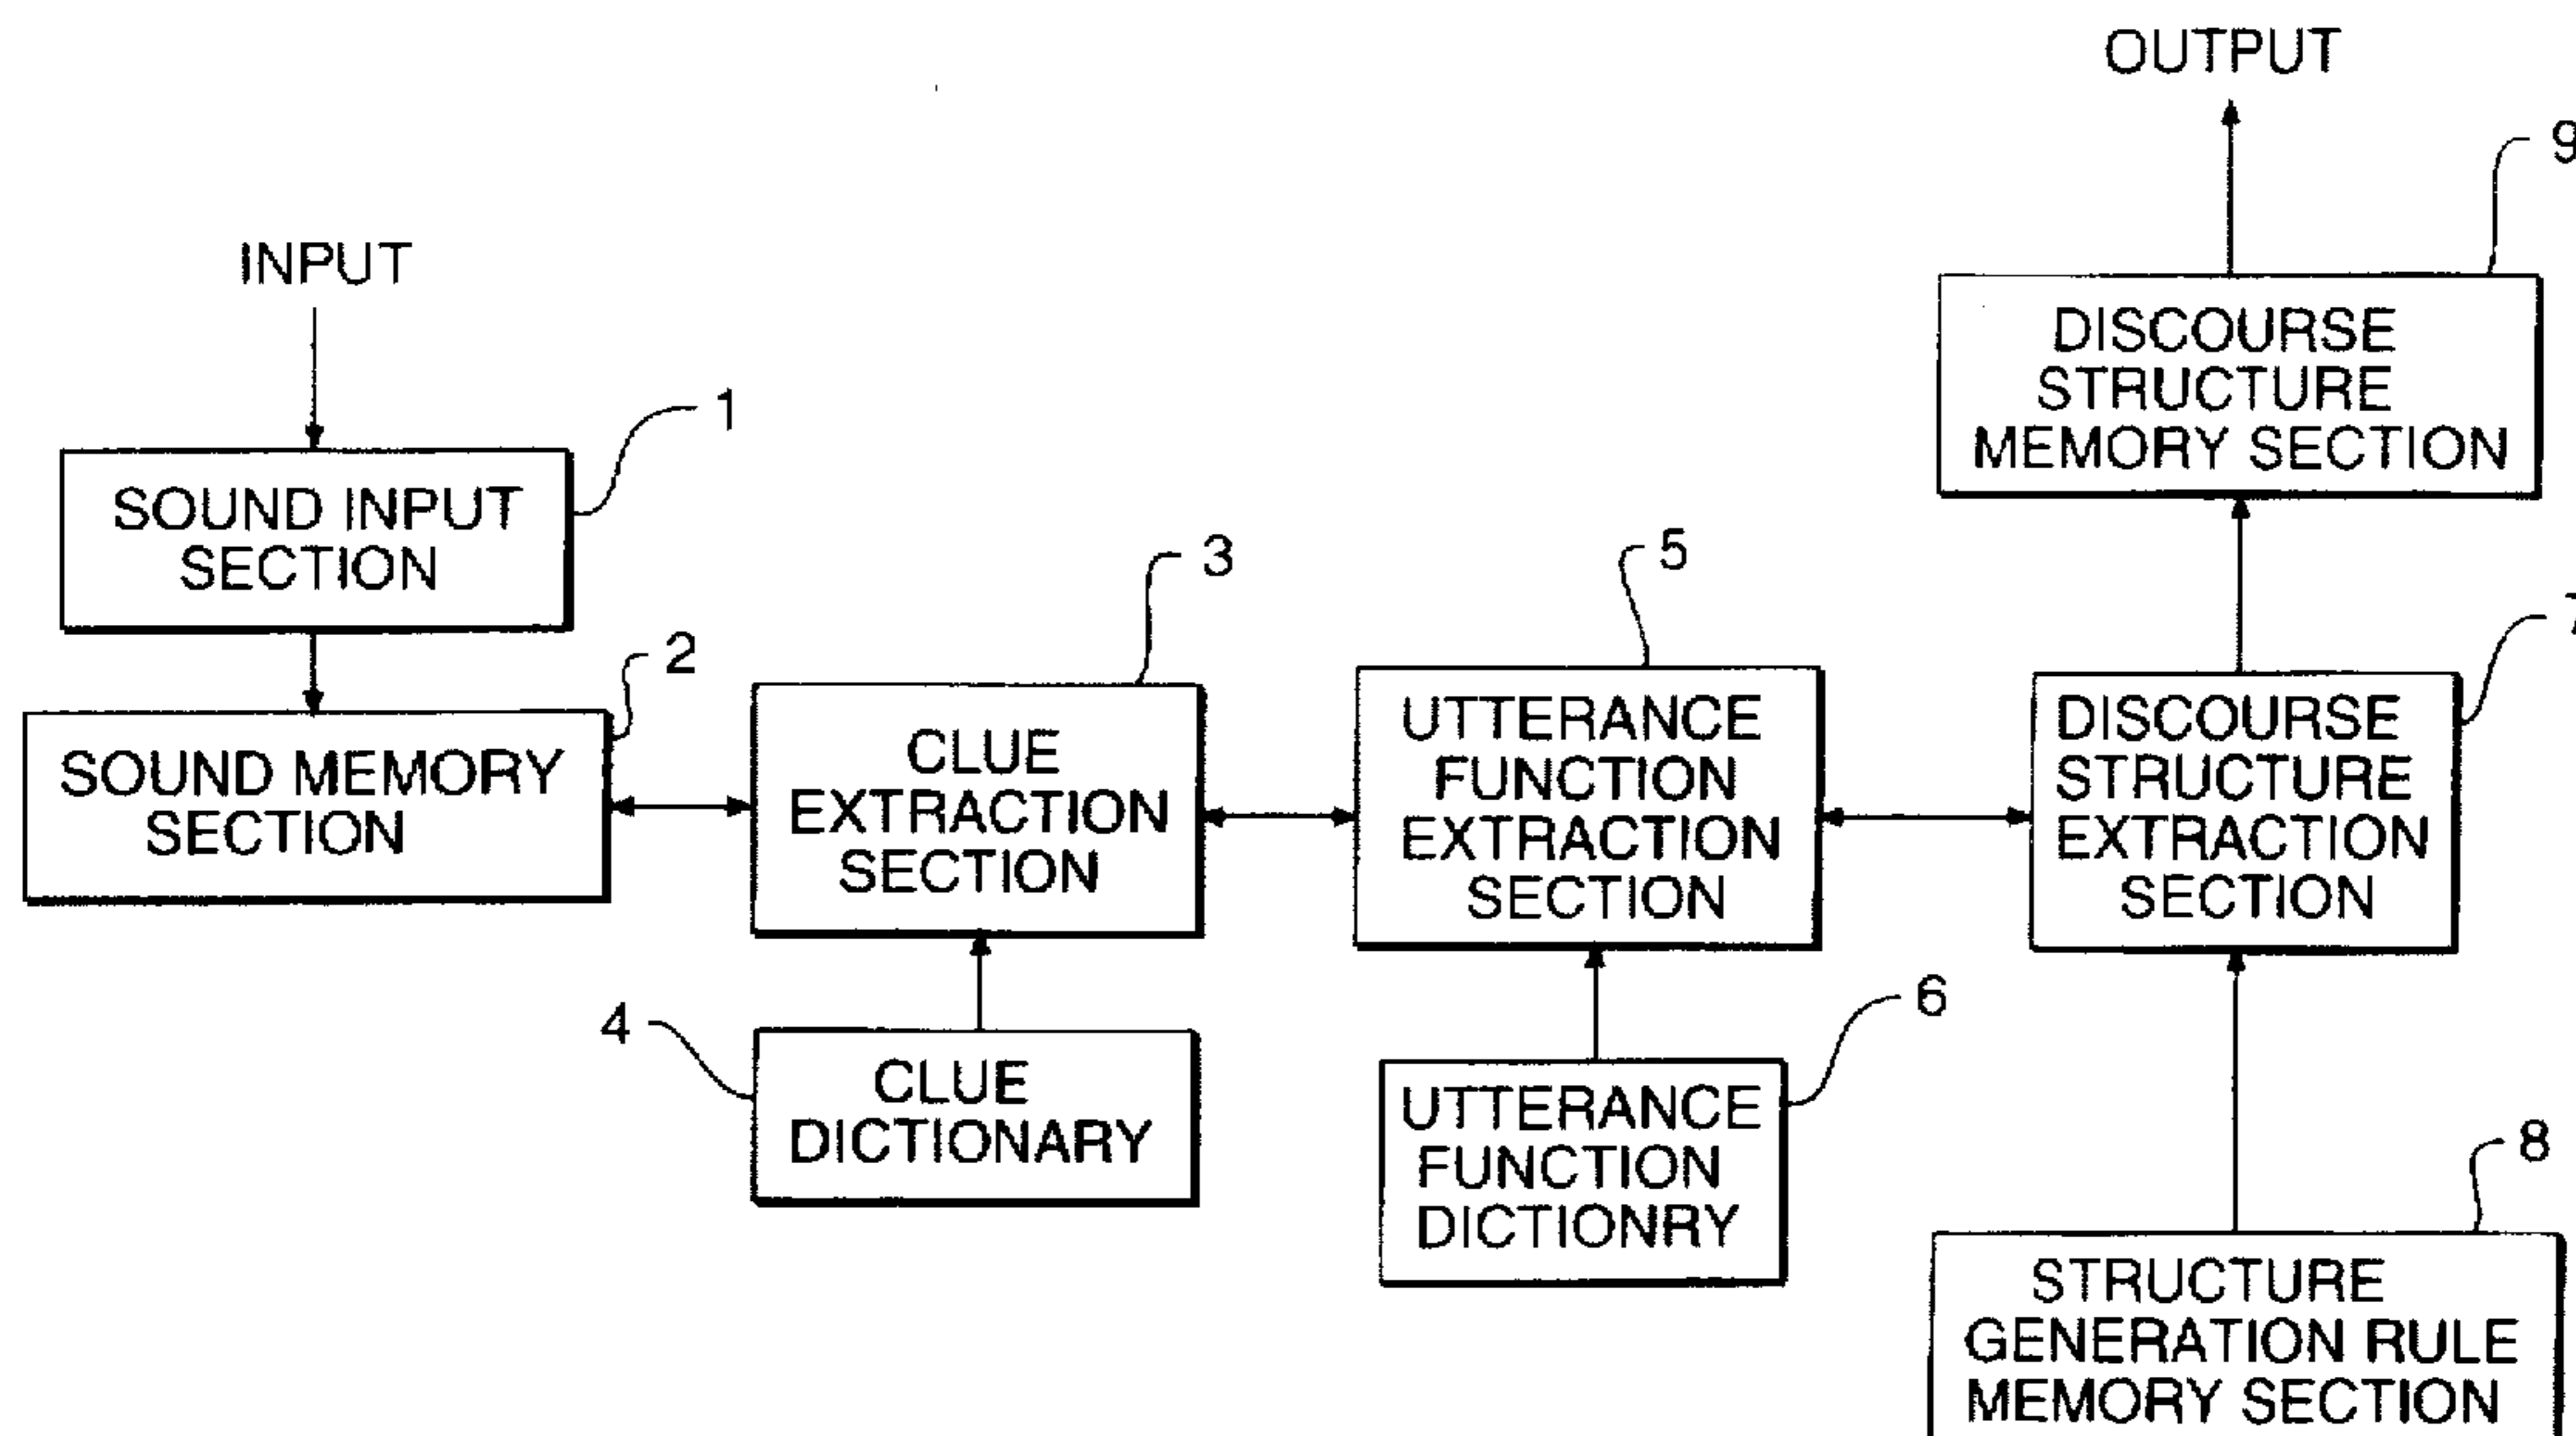 OUTPUT
9
INPUT
DISCOURSE
STRUCTURE
MEMORY SECTION
1
SOUND INPUT
SECTION
3
5
7
2
SOUND MEMORY
SECTION
CLUE
EXTRACTION
SECTION
UTTERANCE
FUNCTION
EXTRACTION
SECTION
DISCOURSE
STRUCTURE
EXTRACTION
SECTION
4
CLUE
DICTIONARY
6
UTTERANCE
FUNCTION
DICTIONRY
8
STRUCTURE
GENERATION RULE
MEMORY SECTION